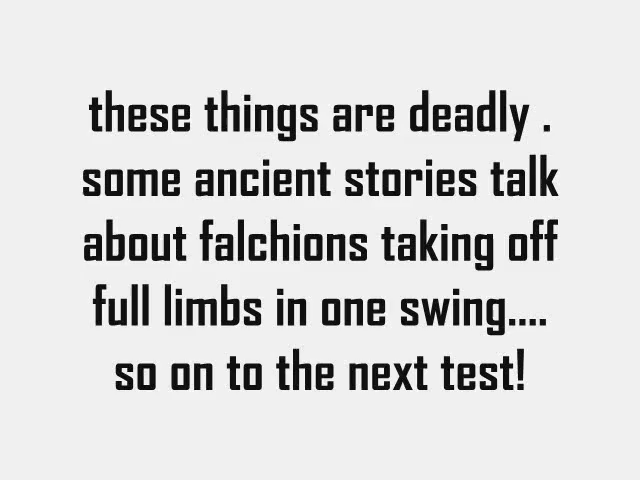 these things are deadly .
some ancient stories talk
about falchions taking off
full limbs in one swing....
so on to the next test!